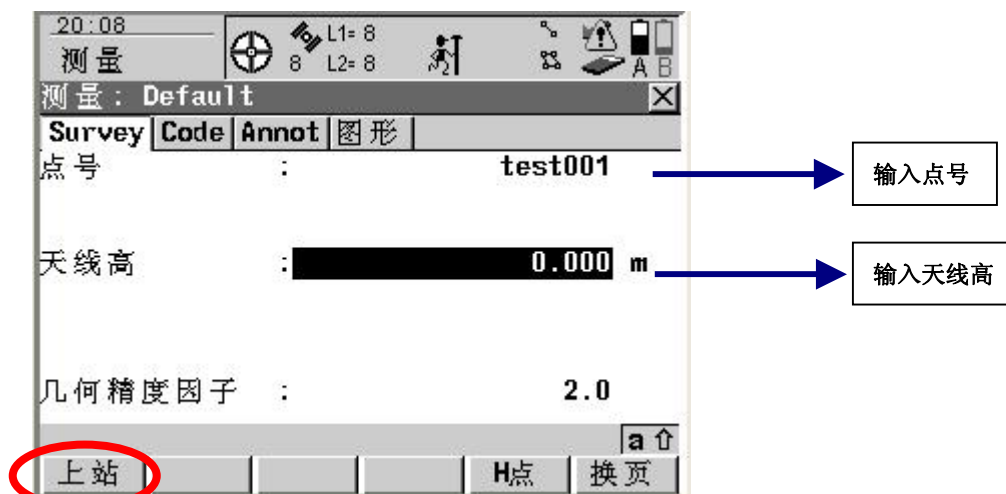 20:08
测量
8
L1= 8
L2= 8
A B
测量: Default
Survey Code Annot 图形
点号 : test001
输入点号
天线高 : 0.000 m
输入天线高
几何精度因子 : 2.0
a
上站 H点 换页